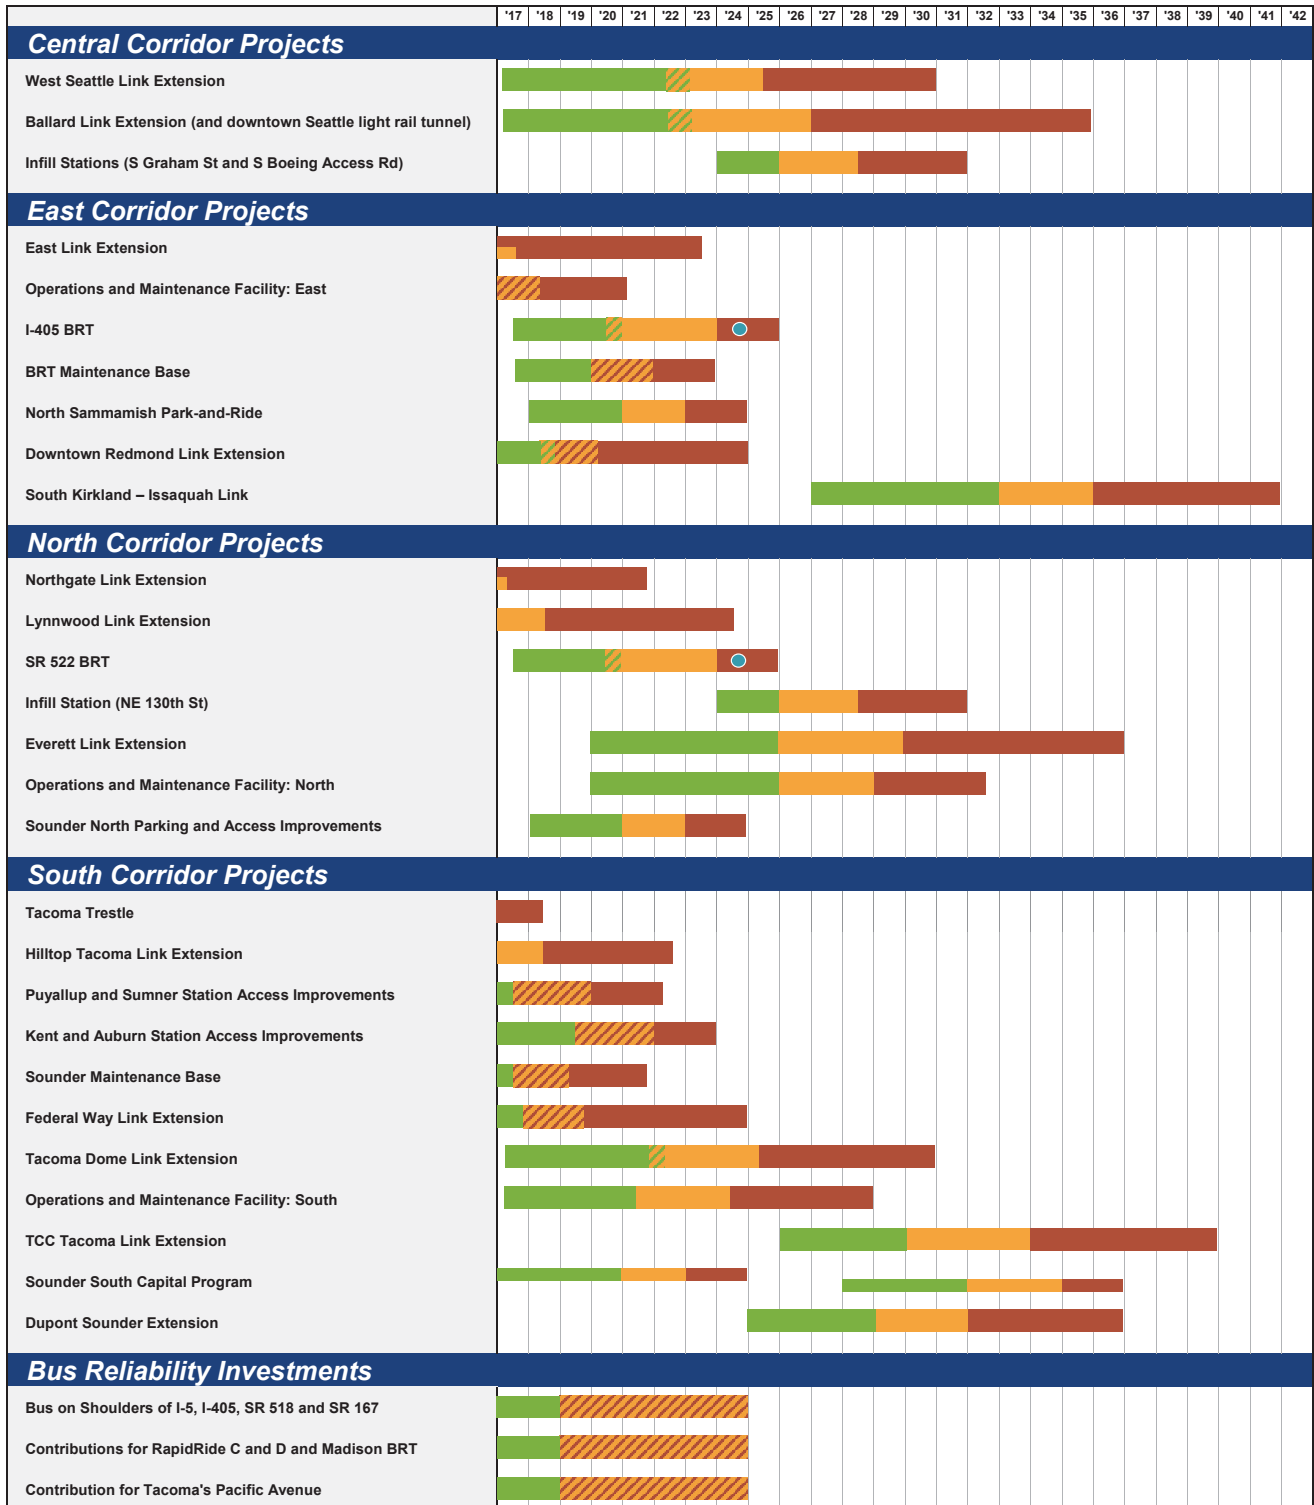 '17 '18 '19 '20 '21 '22 '23 '24 '25 '26 '27 '28 '29 '30 '31 '32 '33 '34 '35 '36 '37 '38 '39 '40 '41 '42
Central Corridor Projects
West Seattle Link Extension
Ballard Link Extension (and downtown Seattle light rail tunnel)
Infill Stations (S Graham St and S Boeing Access Rd)
East Corridor Projects
East Link Extension
Operations and Maintenance Facility: East
I-405 BRT
BRT Maintenance Base
North Sammamish Park-and-Ride
Downtown Redmond Link Extension
South Kirkland – Issaquah Link
North Corridor Projects
Northgate Link Extension
Lynnwood Link Extension
SR 522 BRT
Infill Station (NE 130th St)
Everett Link Extension
Operations and Maintenance Facility: North
Sounder North Parking and Access Improvements
South Corridor Projects
Tacoma Trestle
Hilltop Tacoma Link Extension
Puyallup and Sumner Station Access Improvements
Kent and Auburn Station Access Improvements
Sounder Maintenance Base
Federal Way Link Extension
Tacoma Dome Link Extension
Operations and Maintenance Facility: South
TCC Tacoma Link Extension
Sounder South Capital Program
Dupont Sounder Extension
Bus Reliability Investments
Bus on Shoulders of I-5, I-405, SR 518 and SR 167
Contributions for RapidRide C and D and Madison BRT
Contribution for Tacoma's Pacific Avenue